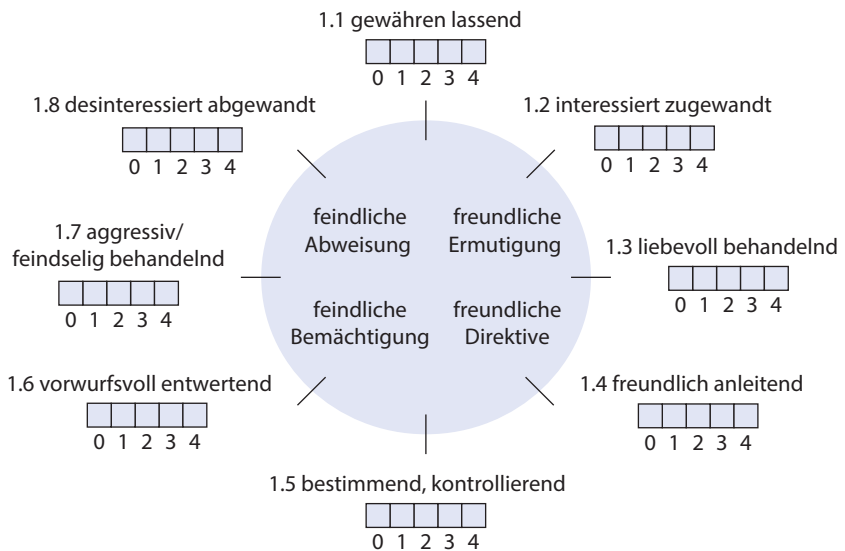 1.1 gewähren lassend
0 1 2 3 4
1.8 desinteressiert abgewandt
0 1 2 3 4
1.2 interessiert zugewandt
0 1 2 3 4
feindliche
Abweisung
freundliche
Ermutigung
1.7 aggressiv/
feindselig behandelnd
0 1 2 3 4
1.3 liebevoll behandelnd
0 1 2 3 4
feindliche
Bemächtigung
freundliche
Direktive
1.6 vorwurfsvoll entwertend
0 1 2 3 4
1.4 freundlich anleitend
0 1 2 3 4
1.5 bestimmend, kontrollierend
0 1 2 3 4